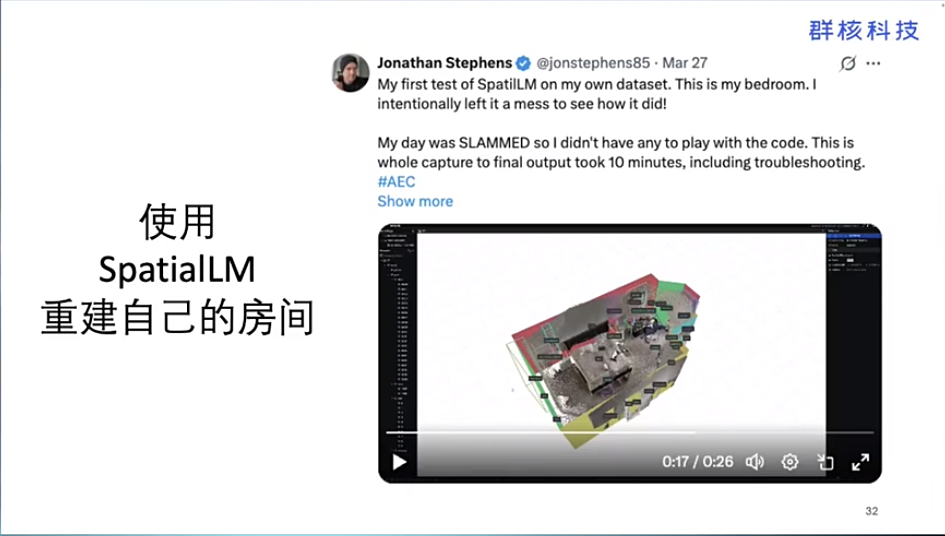 群核科技
Jonathan Stephens @jonstephens85 · Mar 27
My first test of SpatilLM on my own dataset. This is my bedroom. I
intentionally left it a mess to see how it did!
My day was SLAMMED so I didn't have any to play with the code. This is
whole capture to final output took 10 minutes, including troubleshooting.
#AEC
Show more
使用
SpatialLM
重建自己的房间
0:17 / 0:26
32